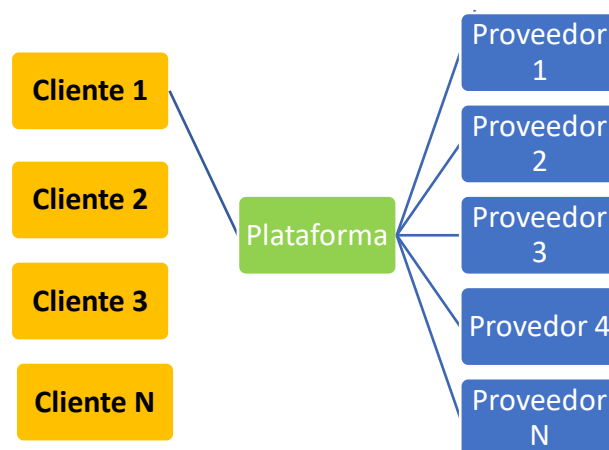 Cliente 1
Cliente 2
Cliente 3
Cliente N
Plataforma
Proveedor
1
Proveedor
2
Proveedor
3
Provedor 4
Proveedor
N